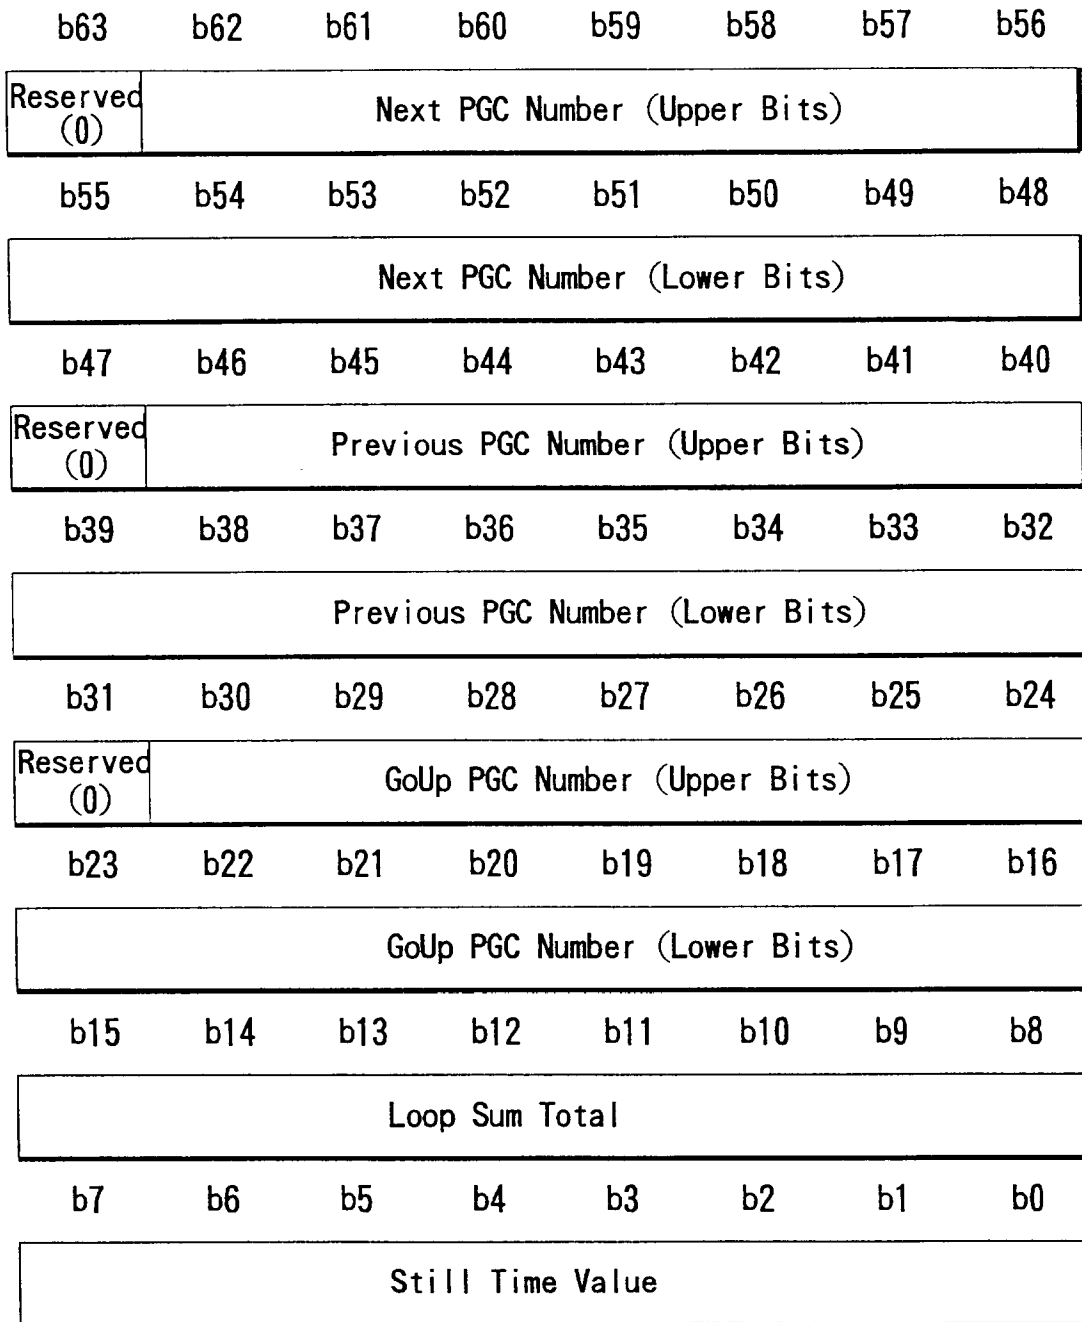 b63 b62 b61 b60 b59 b58 b57 b56
Reserved
(0)
Next PGC Number (Upper Bits)
b55 b54 b53 b52 b51 b50 b49 b48
Next PGC Number (Lower Bits)
b47 b46 b45 b44 b43 b42 b41 b40
Reserved
(0)
Previous PGC Number (Upper Bits)
b39 b38 b37 b36 b35 b34 b33 b32
Previous PGC Number (Lower Bits)
b31 b30 b29 b28 b27 b26 b25 b24
Reserved
(0)
GoUp PGC Number (Upper Bits)
b23 b22 b21 b20 b19 b18 b17 b16
GoUp PGC Number (Lower Bits)
b15 b14 b13 b12 b11 b10 b9 b8
Loop Sum Total
b7 b6 b5 b4 b3 b2 b1 b0
Still Time Value